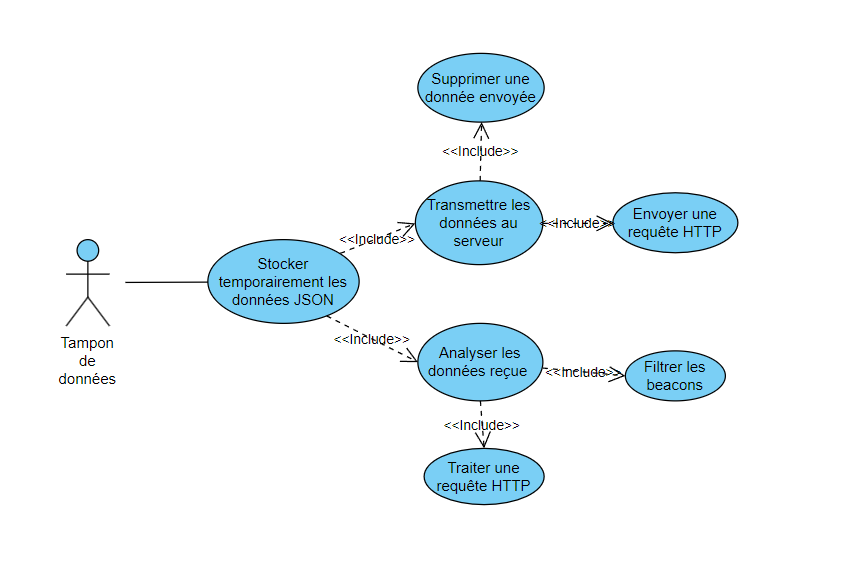 Supprimer une
donnée envoyée
<<Include>>
Transmettre les
données au
serveur
<<Include>>
Envoyer une
requête HTTP
<<Include>>
Stocker
temporairement les
données JSON
Tampon
de
données
<<Include>>
Analyser les
données reçue
<<Include>>
Filtrer les
beacons
<<Include>>
Traiter une
requête HTTP